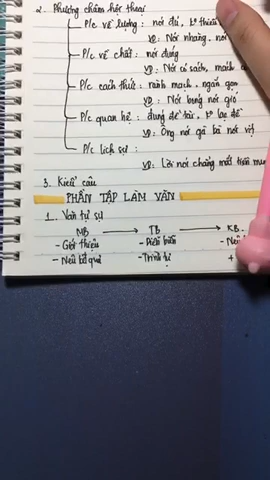 2. Phương châm hội thoại
P/c về lượng: nói đủ, k° thiếu
VD: Nói nhăng, nói
P/c về chất: nói đúng
VD: Nói có sách, mách có
P/c cách thức: rành mạch, ngắn gọn
VD: Nói bóng nói gió
P/c quan hệ: đúng đề tài, k° lạc đề
VD: Ông nói gà bà nói vịt
P/c lịch sự:
VD: Lời nói chẳng mất tiền mua
3. Kiểu câu
PHẦN TẬP LÀM VĂN
1. Văn tự sự
MB → TB → KB
- Giới thiệu - Diễn biến - Nêu
- Nêu kết quả - Trình tự +